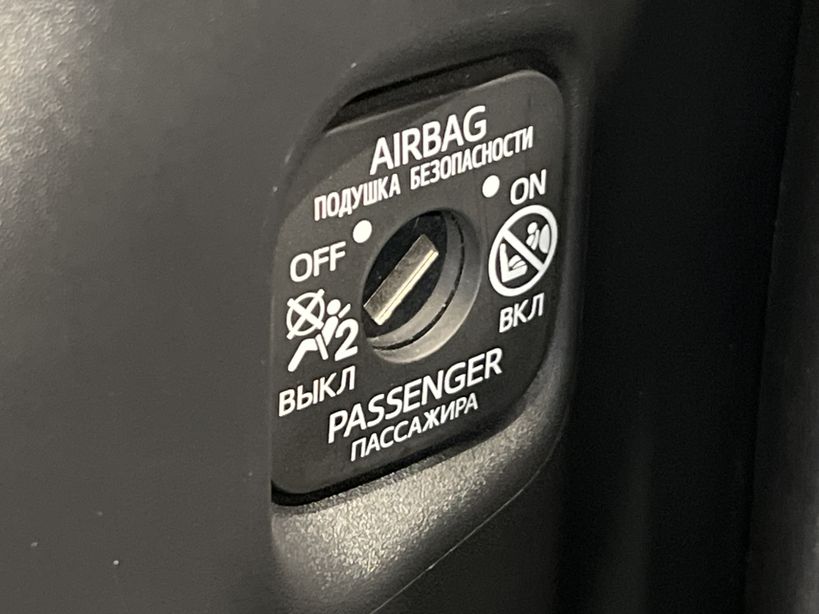 AIRBAG
ПОДУШКА БЕЗОПАСНОСТИ
OFF
ON
2
ВЫКЛ
ВКЛ
PASSENGER
ПАССАЖИРА